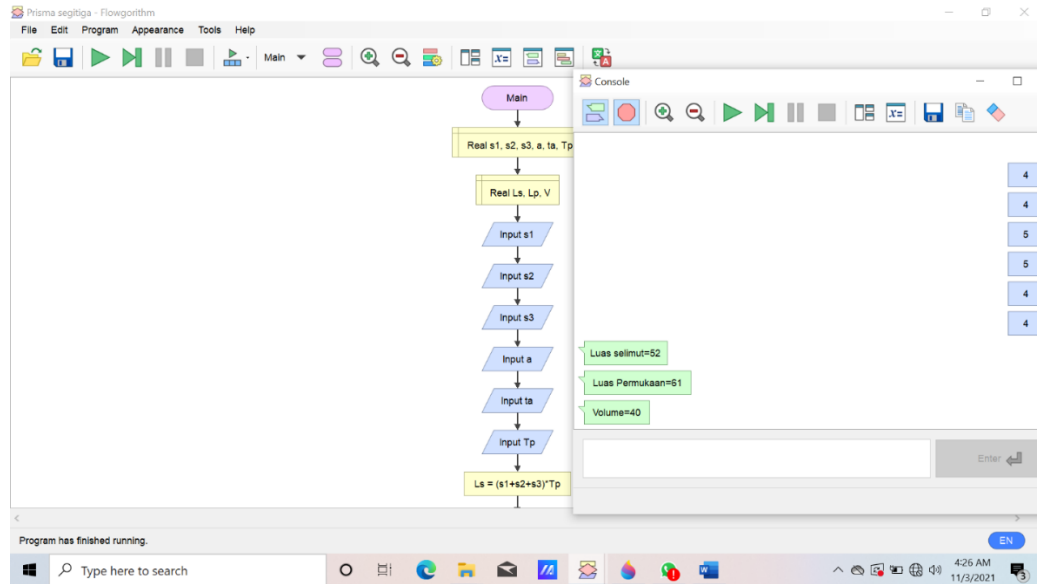 Prisma segitiga - Flowgorithm
File Edit Program Appearance Tools Help
Main
Main
Real s1, s2, s3, a, ta, Tp
Real Ls, Lp, V
Input s1
Input s2
Input s3
Input a
Input ta
Input Tp
Ls = (s1+s2+s3)*Tp
Console
4
4
5
5
4
4
Luas selimut=52
Luas Permukaan=61
Volume=40
Enter
Program has finished running.
EN
Type here to search
4:26 AM
11/3/2021
3